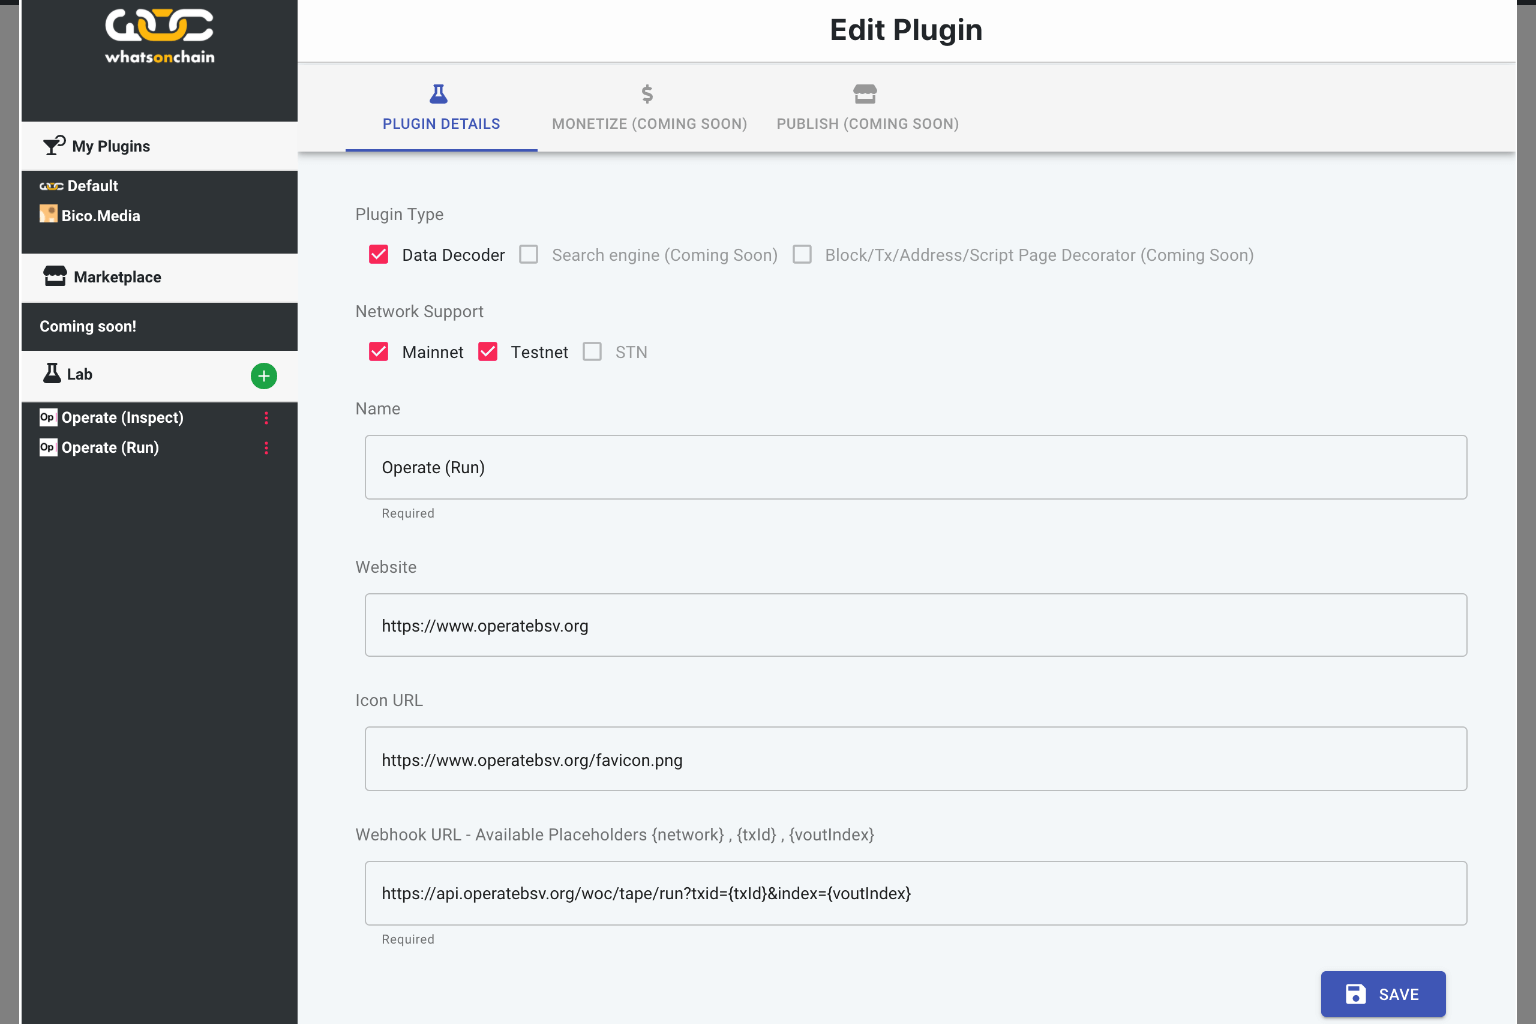 whatsonchain
My Plugins
Default
Bico.Media
Marketplace
Coming soon!
Lab
Op Operate (Inspect)
Op Operate (Run)
Edit Plugin
PLUGIN DETAILS
MONETIZE (COMING SOON)
PUBLISH (COMING SOON)
Plugin Type
Data Decoder Search engine (Coming Soon) Block/Tx/Address/Script Page Decorator (Coming Soon)
Network Support
Mainnet Testnet STN
Name
Operate (Run)
Required
Website
https://www.operatebsv.org
Icon URL
https://www.operatebsv.org/favicon.png
Webhook URL - Available Placeholders {network} , {txId} , {voutIndex}
https://api.operatebsv.org/woc/tape/run?txid={txId}&index={voutIndex}
Required
SAVE